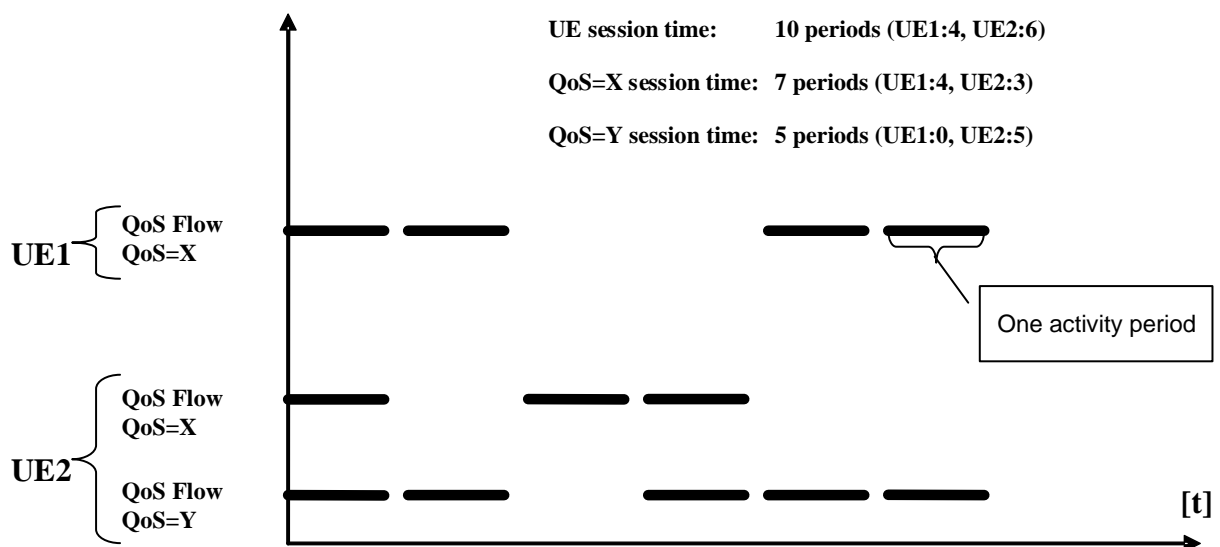 UE session time: 10 periods (UE1:4, UE2:6)
QoS=X session time: 7 periods (UE1:4, UE2:3)
QoS=Y session time: 5 periods (UE1:0, UE2:5)
UE1
QoS Flow
QoS=X
One activity period
UE2
QoS Flow
QoS=X
QoS Flow
QoS=Y
[t]